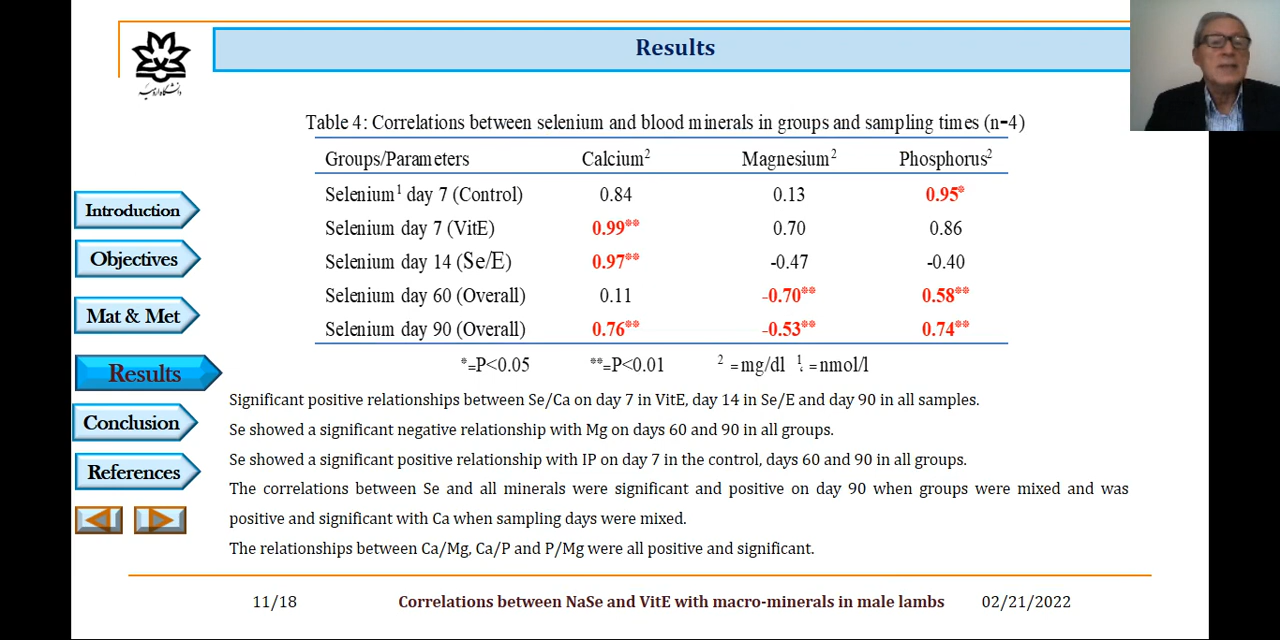 Results
دانشگاه ارومیه
Table 4: Correlations between selenium and blood minerals in groups and sampling times (n-4)
Groups/Parameters Calcium² Magnesium² Phosphorus²
Selenium¹ day 7 (Control) 0.84 0.13 0.95*
Selenium day 7 (VitE) 0.99** 0.70 0.86
Selenium day 14 (Se/E) 0.97** -0.47 -0.40
Selenium day 60 (Overall) 0.11 -0.70** 0.58**
Selenium day 90 (Overall) 0.76** -0.53** 0.74**
*=P<0.05 **=P<0.01 ² =mg/dl ¹ =nmol/l
Introduction
Objectives
Mat & Met
Results
Conclusion
References
Significant positive relationships between Se/Ca on day 7 in VitE, day 14 in Se/E and day 90 in all samples.
Se showed a significant negative relationship with Mg on days 60 and 90 in all groups.
Se showed a significant positive relationship with IP on day 7 in the control, days 60 and 90 in all groups.
The correlations between Se and all minerals were significant and positive on day 90 when groups were mixed and was
positive and significant with Ca when sampling days were mixed.
The relationships between Ca/Mg, Ca/P and P/Mg were all positive and significant.
11/18 Correlations between NaSe and VitE with macro-minerals in male lambs 02/21/2022